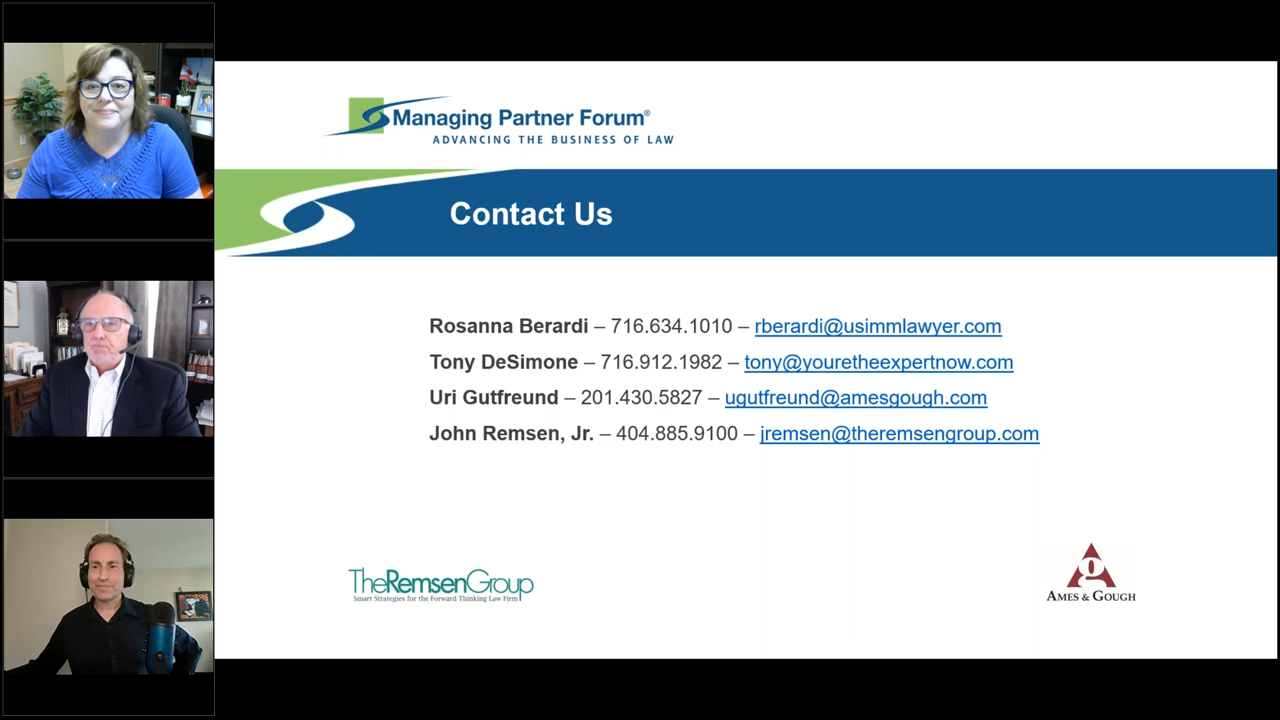 Managing Partner Forum®
ADVANCING THE BUSINESS OF LAW
Contact Us
Rosanna Berardi – 716.634.1010 – rberardi@usimmlawyer.com
Tony DeSimone – 716.912.1982 – tony@youretheexpertnow.com
Uri Gutfreund – 201.430.5827 – ugutfreund@amesgough.com
John Remsen, Jr. – 404.885.9100 – jremsen@theremsengroup.com
TheRemsenGroup
Smart Strategies for the Forward Thinking Law Firm
Ag
AMES & GOUGH